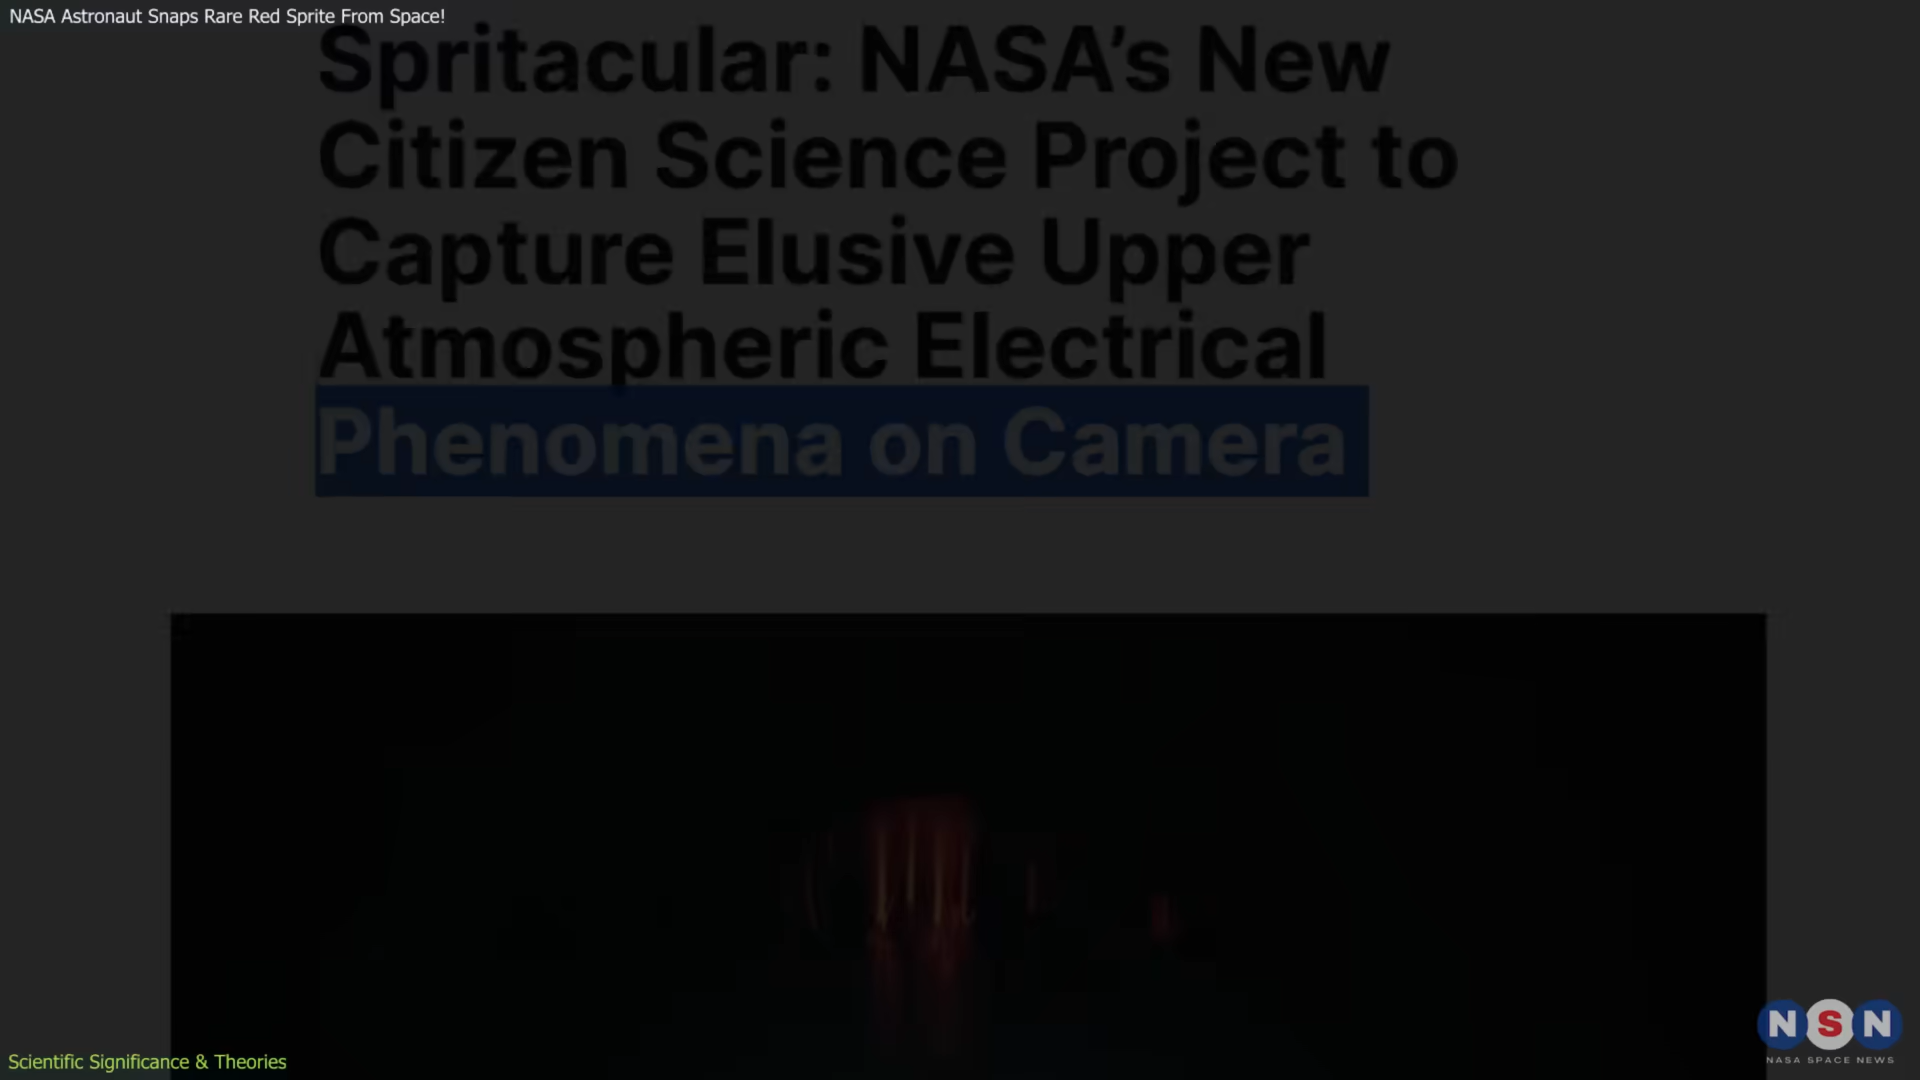 NASA Astronaut Snaps Rare Red Sprite From Space!
Spritacular: NASA’s New
Citizen Science Project to
Capture Elusive Upper
Atmospheric Electrical
Phenomena on Camera
Scientific Significance & Theories
NSN
NASA SPACE NEWS